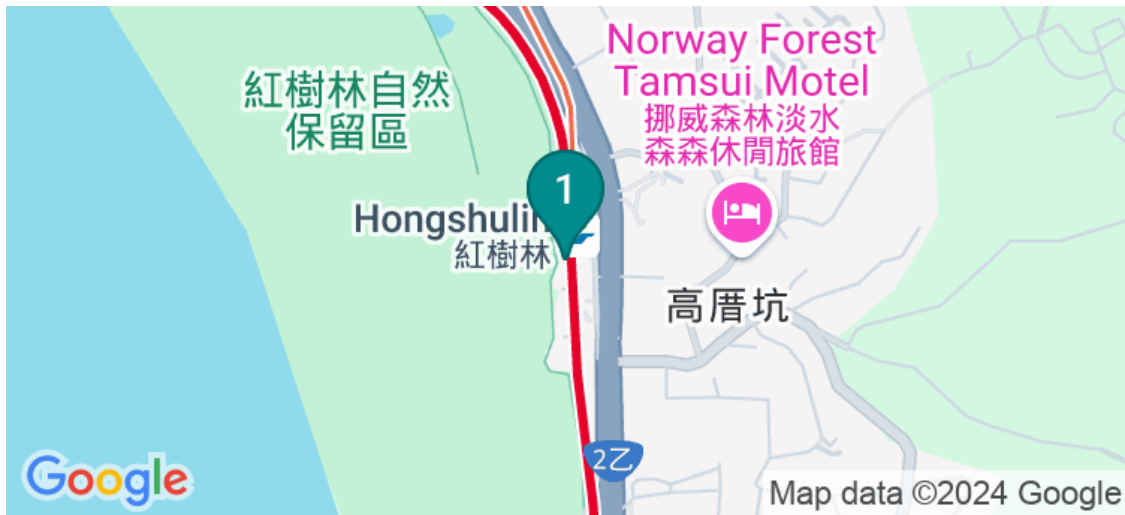 Norway Forest
Tamsui Motel
挪威森林淡水
森森休閒旅館
紅樹林自然
保留區
1
Hongshulin
紅樹林
高厝坑
2乙
Google
Map data ©2024 Google